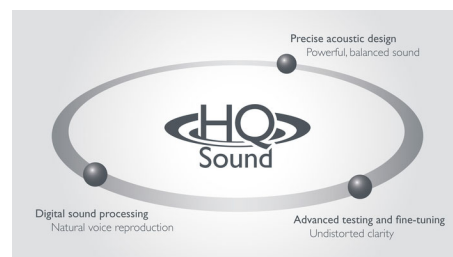 Precise acoustic design
Powerful, balanced sound
HQ
Sound
Digital sound processing
Natural voice reproduction
Advanced testing and fine-tuning
Undistorted clarity